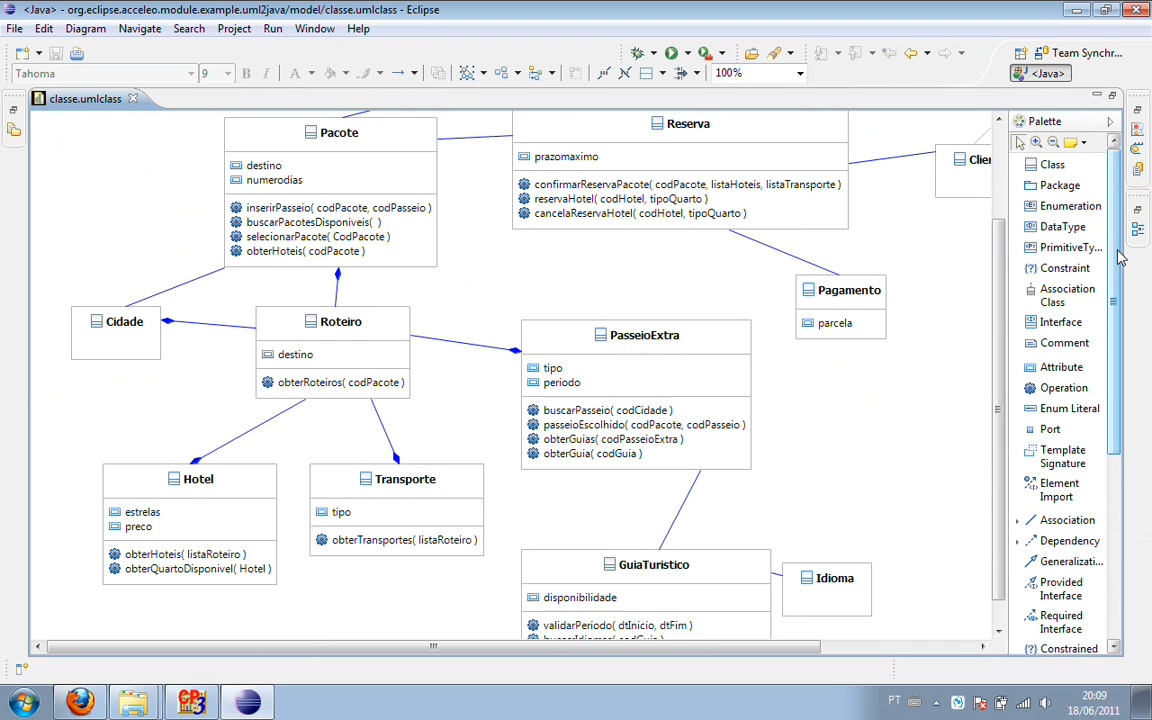 <Java> - org.eclipse.acceleo.module.example.uml2java/model/classe.umlclass - Eclipse
File Edit Diagram Navigate Search Project Run Window Help
Team Synchr...
Tahoma 9 B I A 100% <Java>
classe.umlclass
Pacote
destino
numerodias
inserirPasseio( codPacote, codPasseio )
buscarPacotesDisponiveis( )
selecionarPacote( CodPacote )
obterHoteis( codPacote )
Reserva
prazomaximo
confirmarReservaPacote( codPacote, listaHoteis, listaTransporte )
reservaHotel( codHotel, tipoQuarto )
cancelaReservaHotel( codHotel, tipoQuarto )
Clien
Pagamento
parcela
Cidade
Roteiro
destino
obterRoteiros( codPacote )
PasseioExtra
tipo
periodo
buscarPasseio( codCidade )
passeioEscolhido( codPacote, codPasseio )
obterGuias( codPasseioExtra )
obterGuia( codGuia )
Hotel
estrelas
preco
obterHoteis( listaRoteiro )
obterQuartoDisponivel( Hotel )
Transporte
tipo
obterTransportes( listaRoteiro )
GuiaTuristico
disponibilidade
validarPeriodo( dtInicio, dtFim )
Idioma
Palette
Class
Package
Enumeration
DataType
PrimitiveTy...
Constraint
Association
Class
Interface
Comment
Attribute
Operation
Enum Literal
Port
Template
Signature
Element
Import
Association
Dependency
Generalizati...
Provided
Interface
Required
Interface
Constrained
PT
20:09
18/06/2011